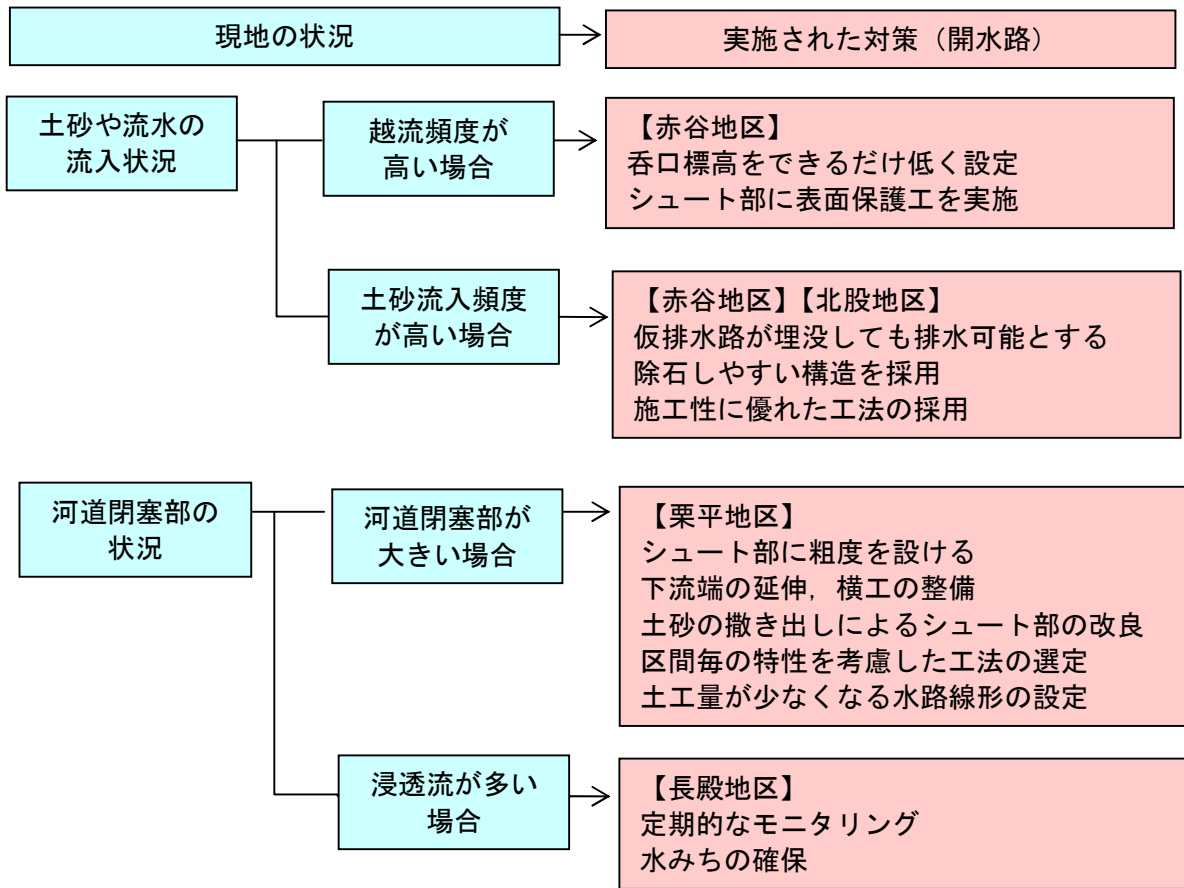 現地の状況
実施された対策（開水路）
土砂や流水の
流入状況
越流頻度が
高い場合
【赤谷地区】
呑口標高をできるだけ低く設定
シュート部に表面保護工を実施
土砂流入頻度
が高い場合
【赤谷地区】【北股地区】
仮排水路が埋没しても排水可能とする
除石しやすい構造を採用
施工性に優れた工法の採用
河道閉塞部の
状況
河道閉塞部が
大きい場合
【栗平地区】
シュート部に粗度を設ける
下流端の延伸，横工の整備
土砂の撒き出しによるシュート部の改良
区間毎の特性を考慮した工法の選定
土工量が少なくなる水路線形の設定
浸透流が多い
場合
【長殿地区】
定期的なモニタリング
水みちの確保